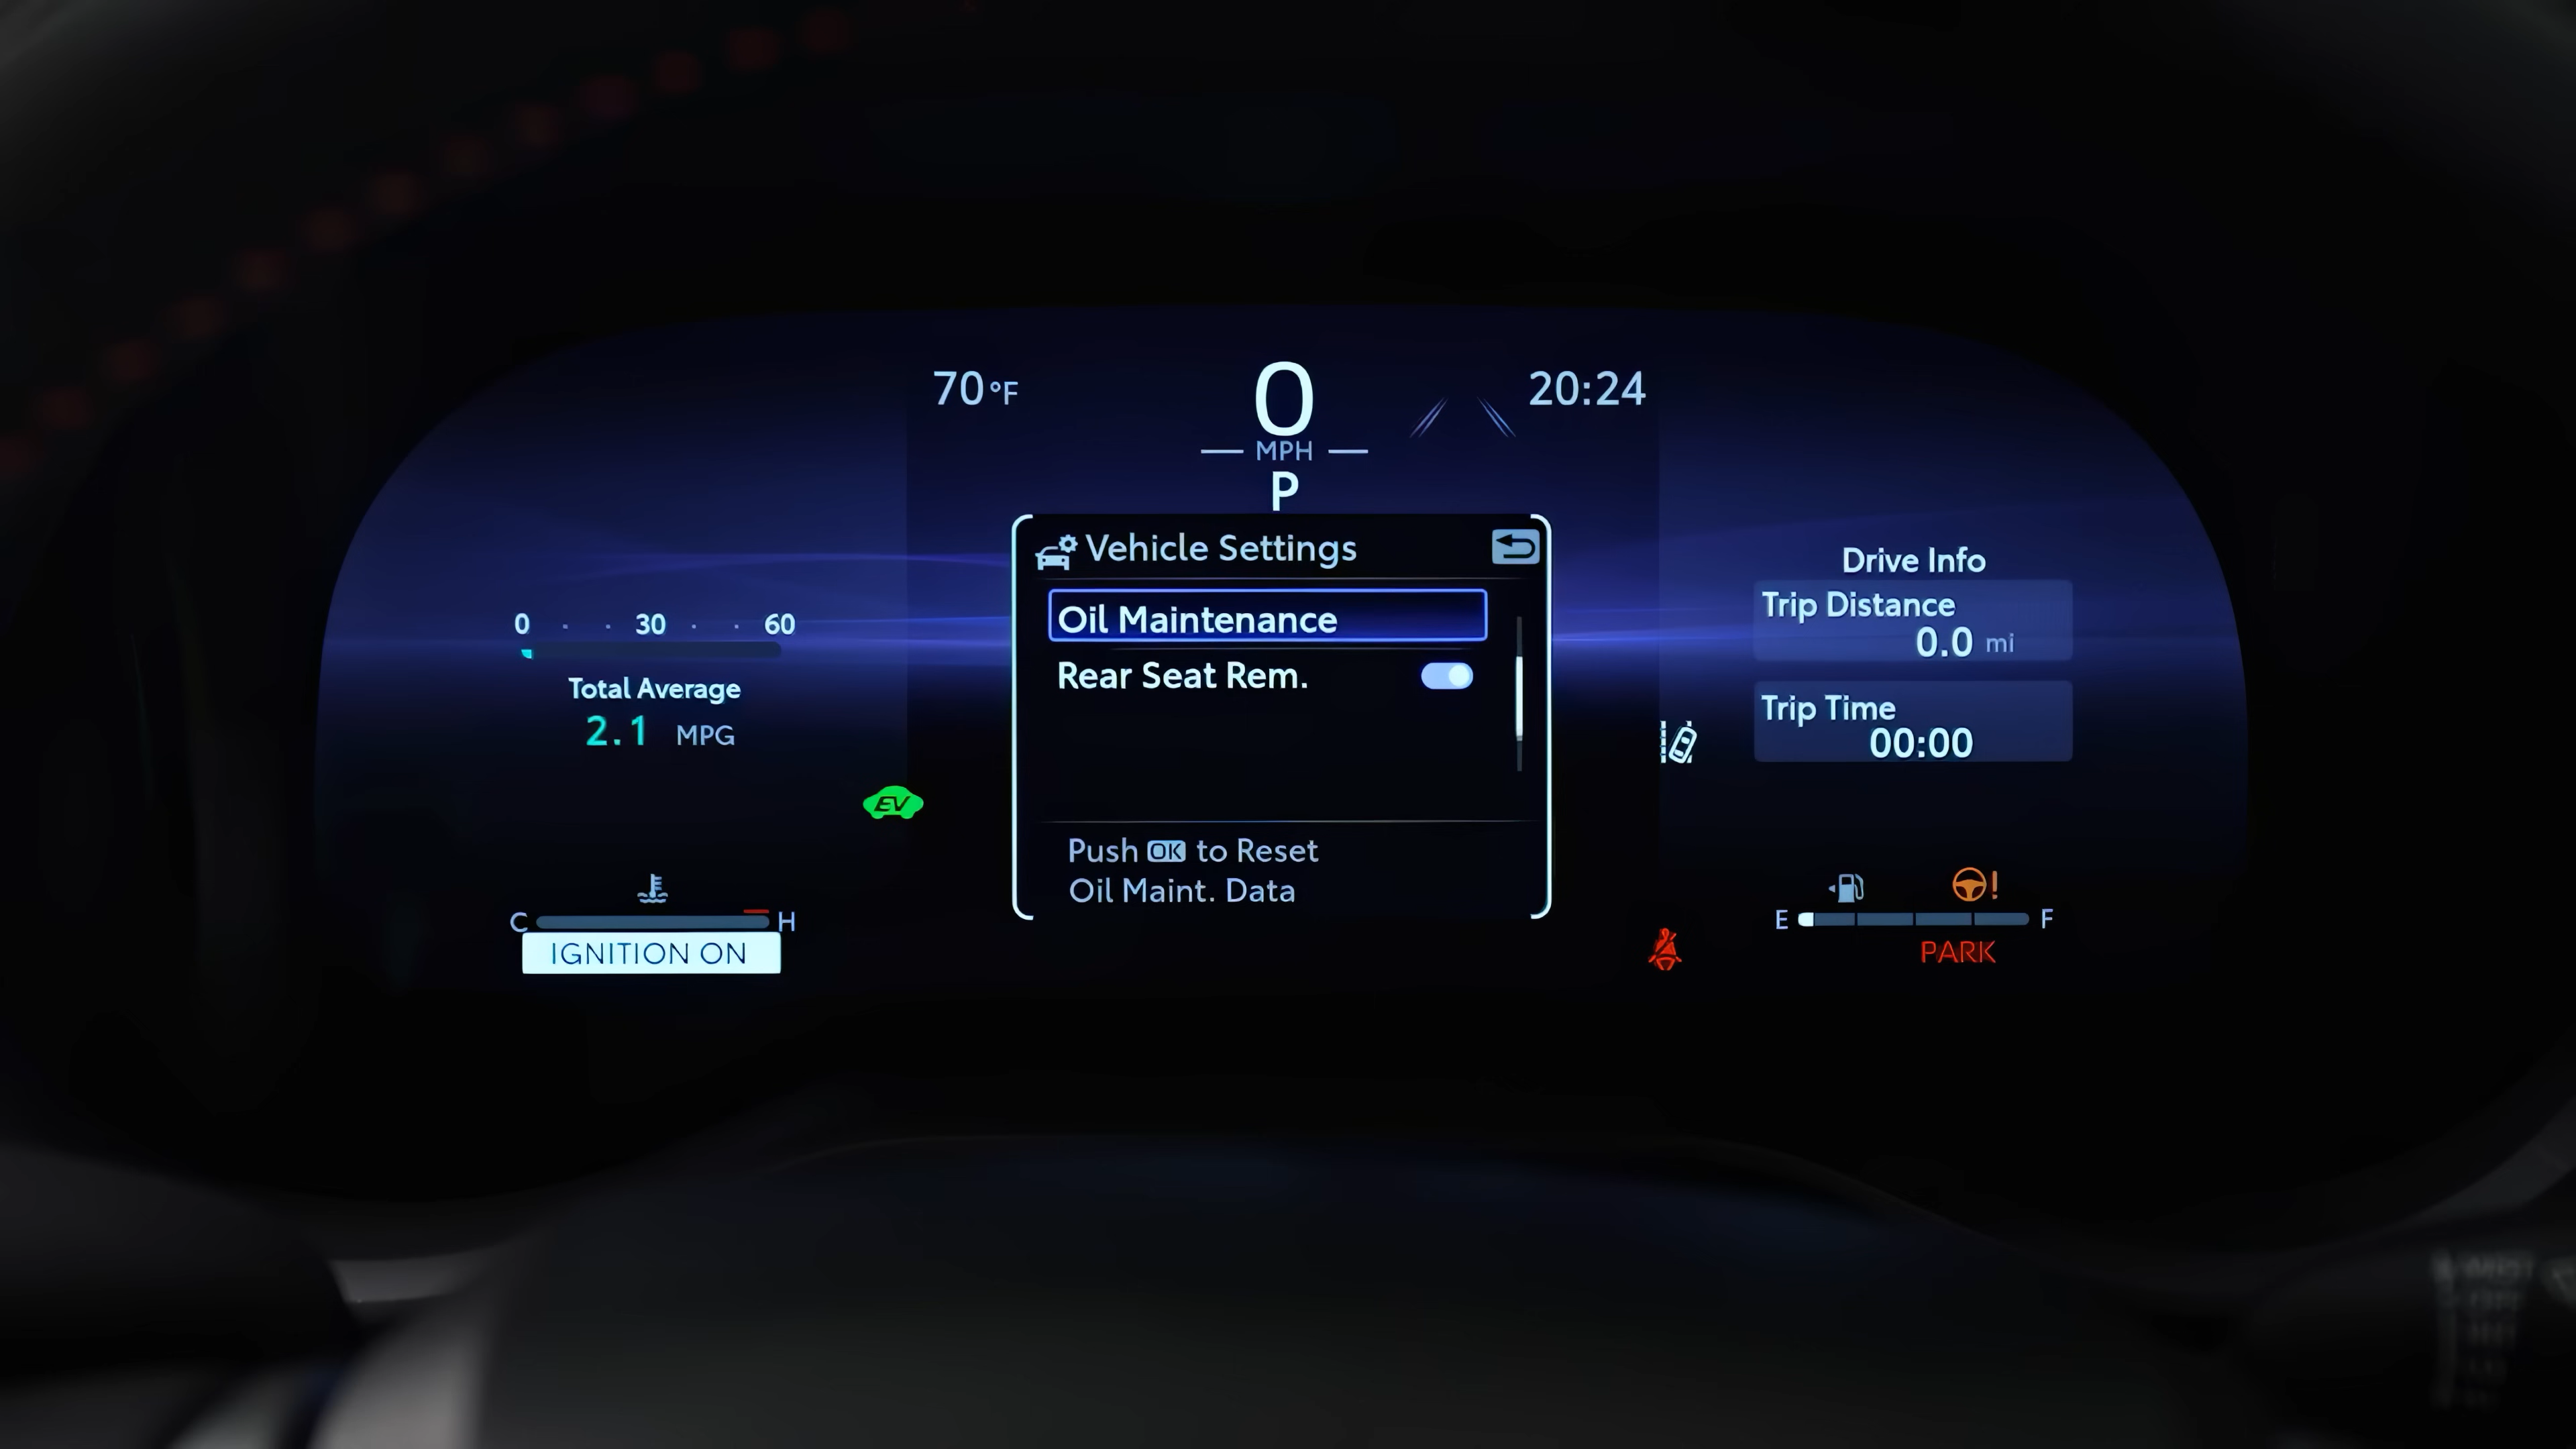 70°F
0
20:24
MPH
P
Vehicle Settings
Oil Maintenance
Rear Seat Rem.
Push OK to Reset
Oil Maint. Data
0 30 60
Total Average
2.1 MPG
EV
C H
IGNITION ON
Drive Info
Trip Distance
0.0 mi
Trip Time
00:00
!
E F
PARK